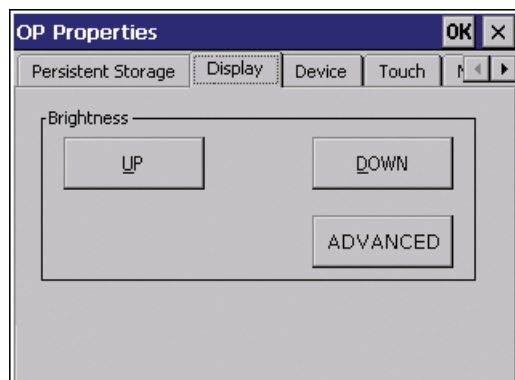 OP Properties OK ×
Persistent Storage Display Device Touch
Brightness
UP DOWN
ADVANCED